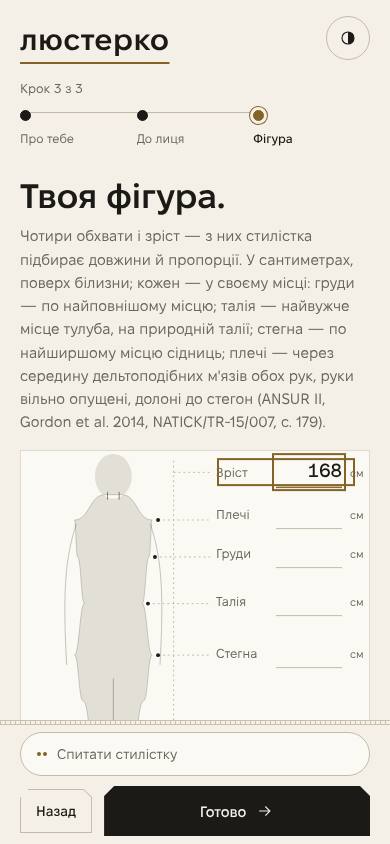 люстерко
Крок 3 з 3
Про тебе
До лиця
Фігура
Твоя фігура.
Чотири обхвати і зріст — з них стилістка
підбирає довжини й пропорції. У сантиметрах,
поверх білизни; кожен — у своєму місці: груди
— по найповнішому місцю; талія — найвужче
місце тулуба, на природній талії; стегна — по
найширшому місцю сідниць; плечі — через
середину дельтоподібних м'язів обох рук, руки
вільно опущені, долоні до стегон (ANSUR II,
Gordon et al. 2014, NATICK/TR-15/007, с. 179).
Зріст 168 см
Плечі см
Груди см
Талія см
Стегна см
Спитати стилістку
Назад
Готово →